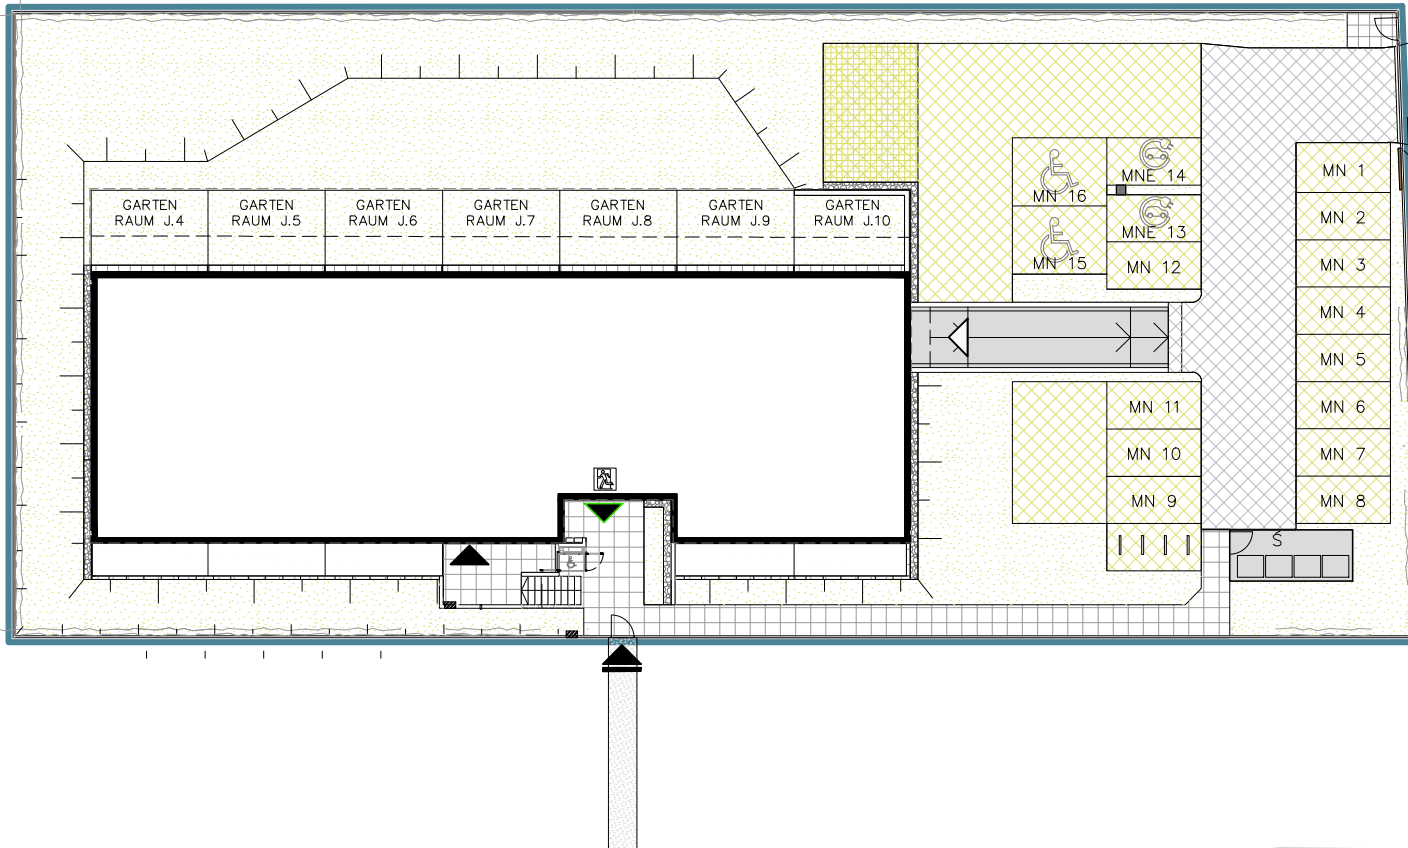 GARTEN
RAUM J.4
GARTEN
RAUM J.5
GARTEN
RAUM J.6
GARTEN
RAUM J.7
GARTEN
RAUM J.8
GARTEN
RAUM J.9
GARTEN
RAUM J.10
MN 16
MNE 14
MN 15
MNE 13
MN 12
MN 1
MN 2
MN 3
MN 4
MN 5
MN 6
MN 7
MN 8
MN 11
MN 10
MN 9
Ś